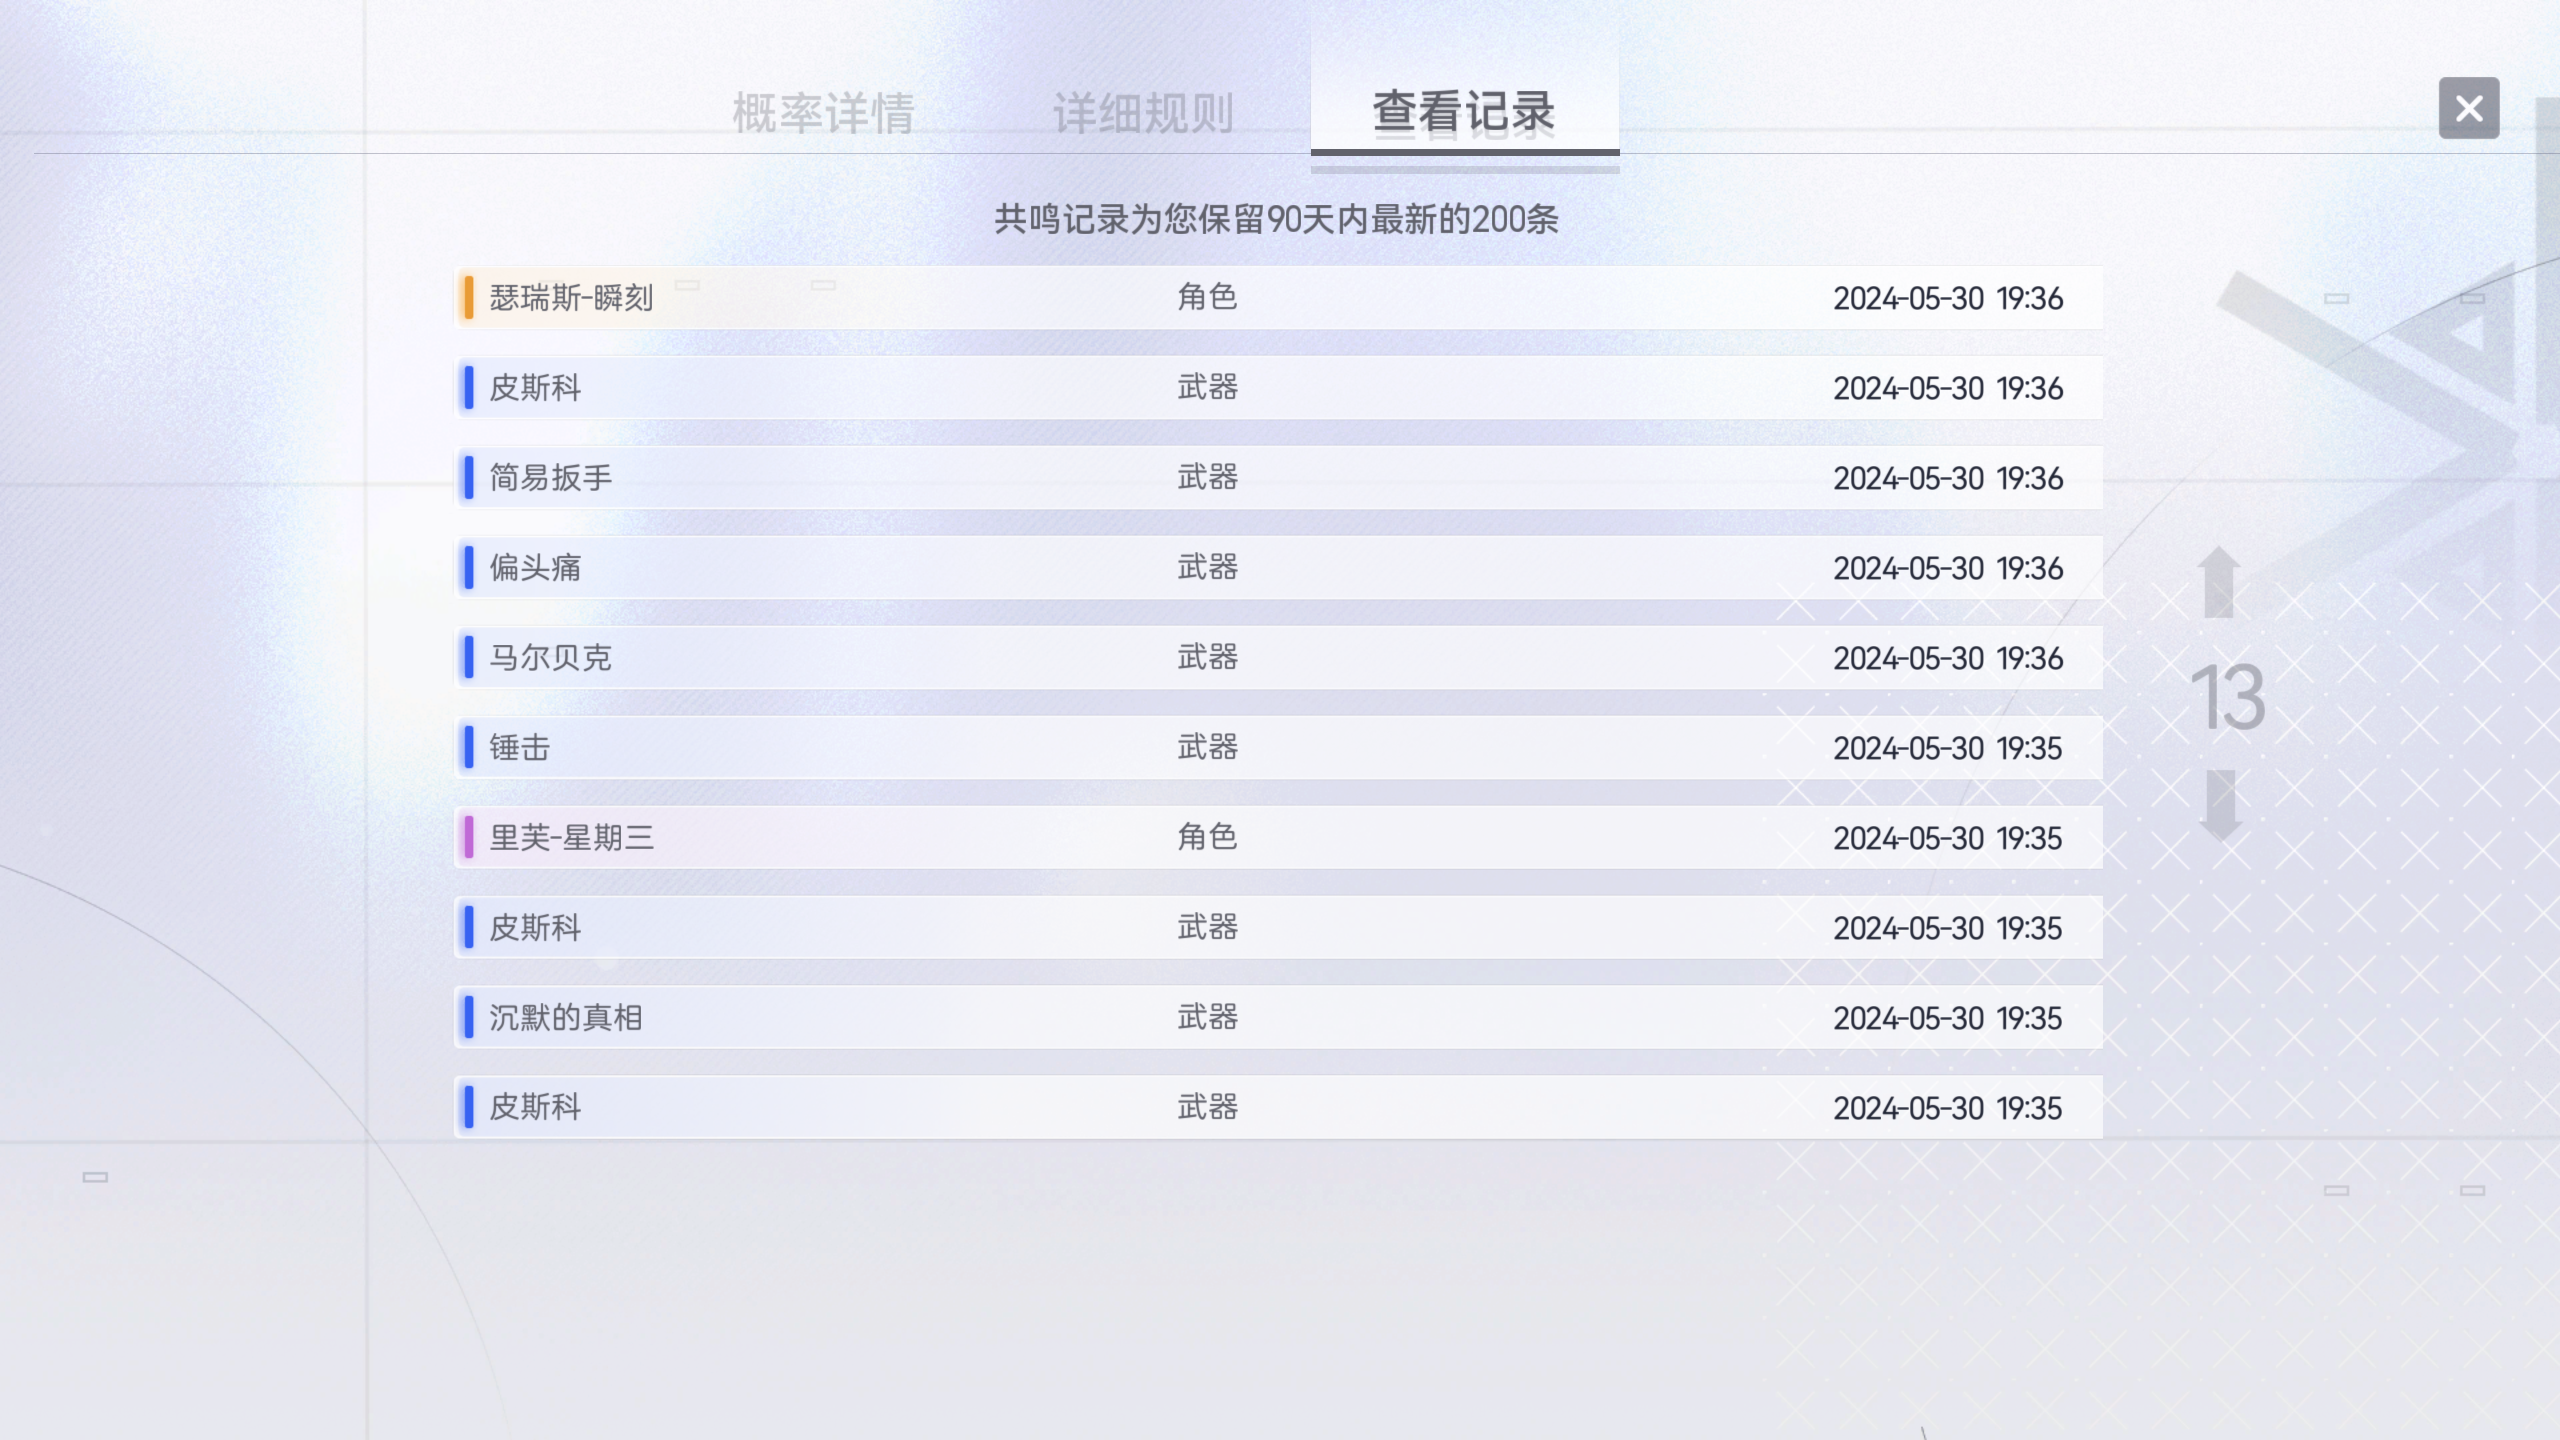 概率详情 详细规则 查看记录
共鸣记录为您保留90天内最新的200条
瑟瑞斯-瞬刻 角色 2024-05-30 19:36
皮斯科 武器 2024-05-30 19:36
简易扳手 武器 2024-05-30 19:36
偏头痛 武器 2024-05-30 19:36
马尔贝克 武器 2024-05-30 19:36
锤击 武器 2024-05-30 19:35
里芙-星期三 角色 2024-05-30 19:35
皮斯科 武器 2024-05-30 19:35
沉默的真相 武器 2024-05-30 19:35
皮斯科 武器 2024-05-30 19:35
13